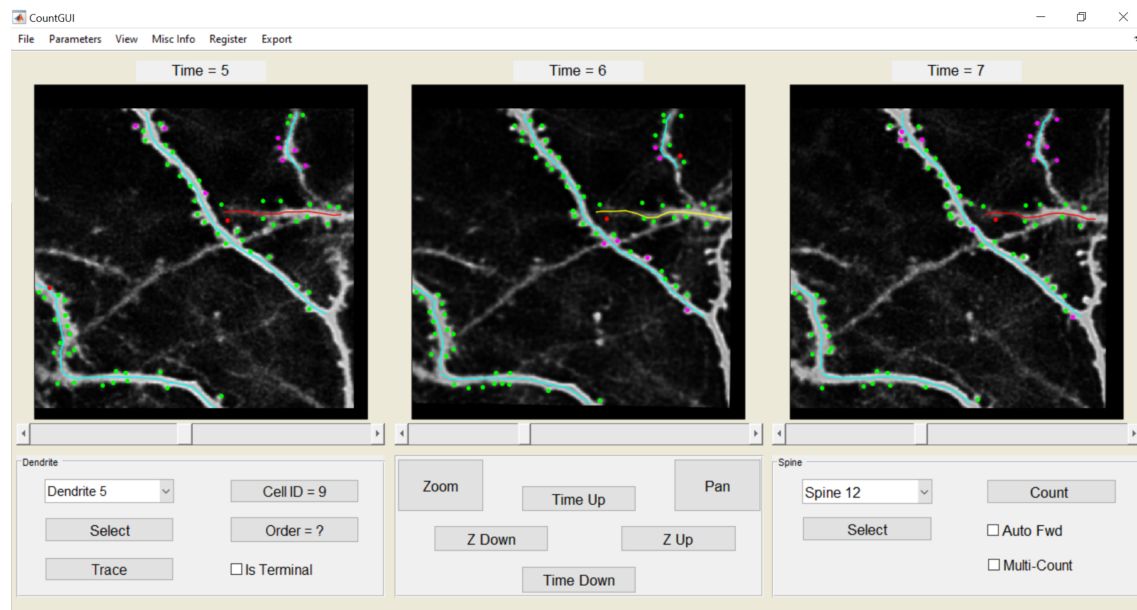 CountGUI
File Parameters View Misc Info Register Export
Time = 5 Time = 6 Time = 7
Dendrite
Dendrite 5
Cell ID = 9
Select
Order = ?
Trace
Is Terminal
Zoom
Time Up
Pan
Z Down
Z Up
Time Down
Spine
Spine 12
Count
Select
Auto Fwd
Multi-Count